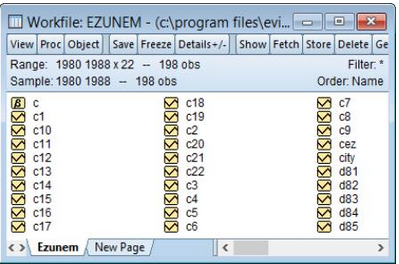 Workfile: EZUNEM - (c:\program files\evi...
View Proc Object Save Freeze Details+/- Show Fetch Store Delete Ge
Range: 1980 1988 x 22 -- 198 obs Filter: *
Sample: 1980 1988 -- 198 obs Order: Name
β c c18 c7
c1 c19 c8
c10 c2 c9
c11 c20 cez
c12 c21 city
c13 c22 d81
c14 c3 d82
c15 c4 d83
c16 c5 d84
c17 c6 d85
Ezunem New Page